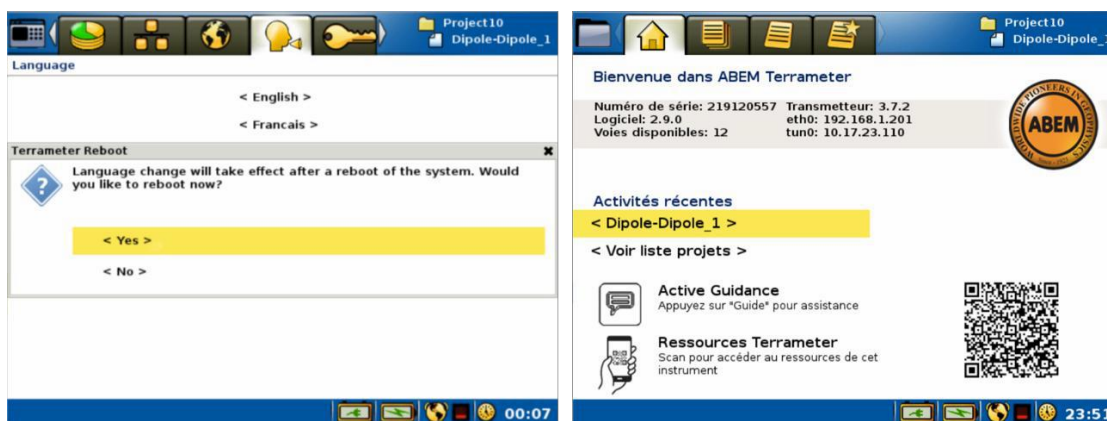 Project10
Dipole-Dipole_1
Language
< English >
< Francais >
Terrameter Reboot
Language change will take effect after a reboot of the system. Would
you like to reboot now?
< Yes >
< No >
00:07
Project10
Dipole-Dipole_1
Bienvenue dans ABEM Terrameter
Numéro de série: 219120557 Transmetteur: 3.7.2
Logiciel: 2.9.0 eth0: 192.168.1.201
Voies disponibles: 12 tun0: 10.17.23.110
WORLDWIDE PIONEERS IN GEOPHYSICS
ABEM
Activités récentes
< Dipole-Dipole_1 >
< Voir liste projets >
Active Guidance
Appuyez sur "Guide" pour assistance
Ressources Terrameter
Scan pour accéder au ressources de cet
instrument
23:51